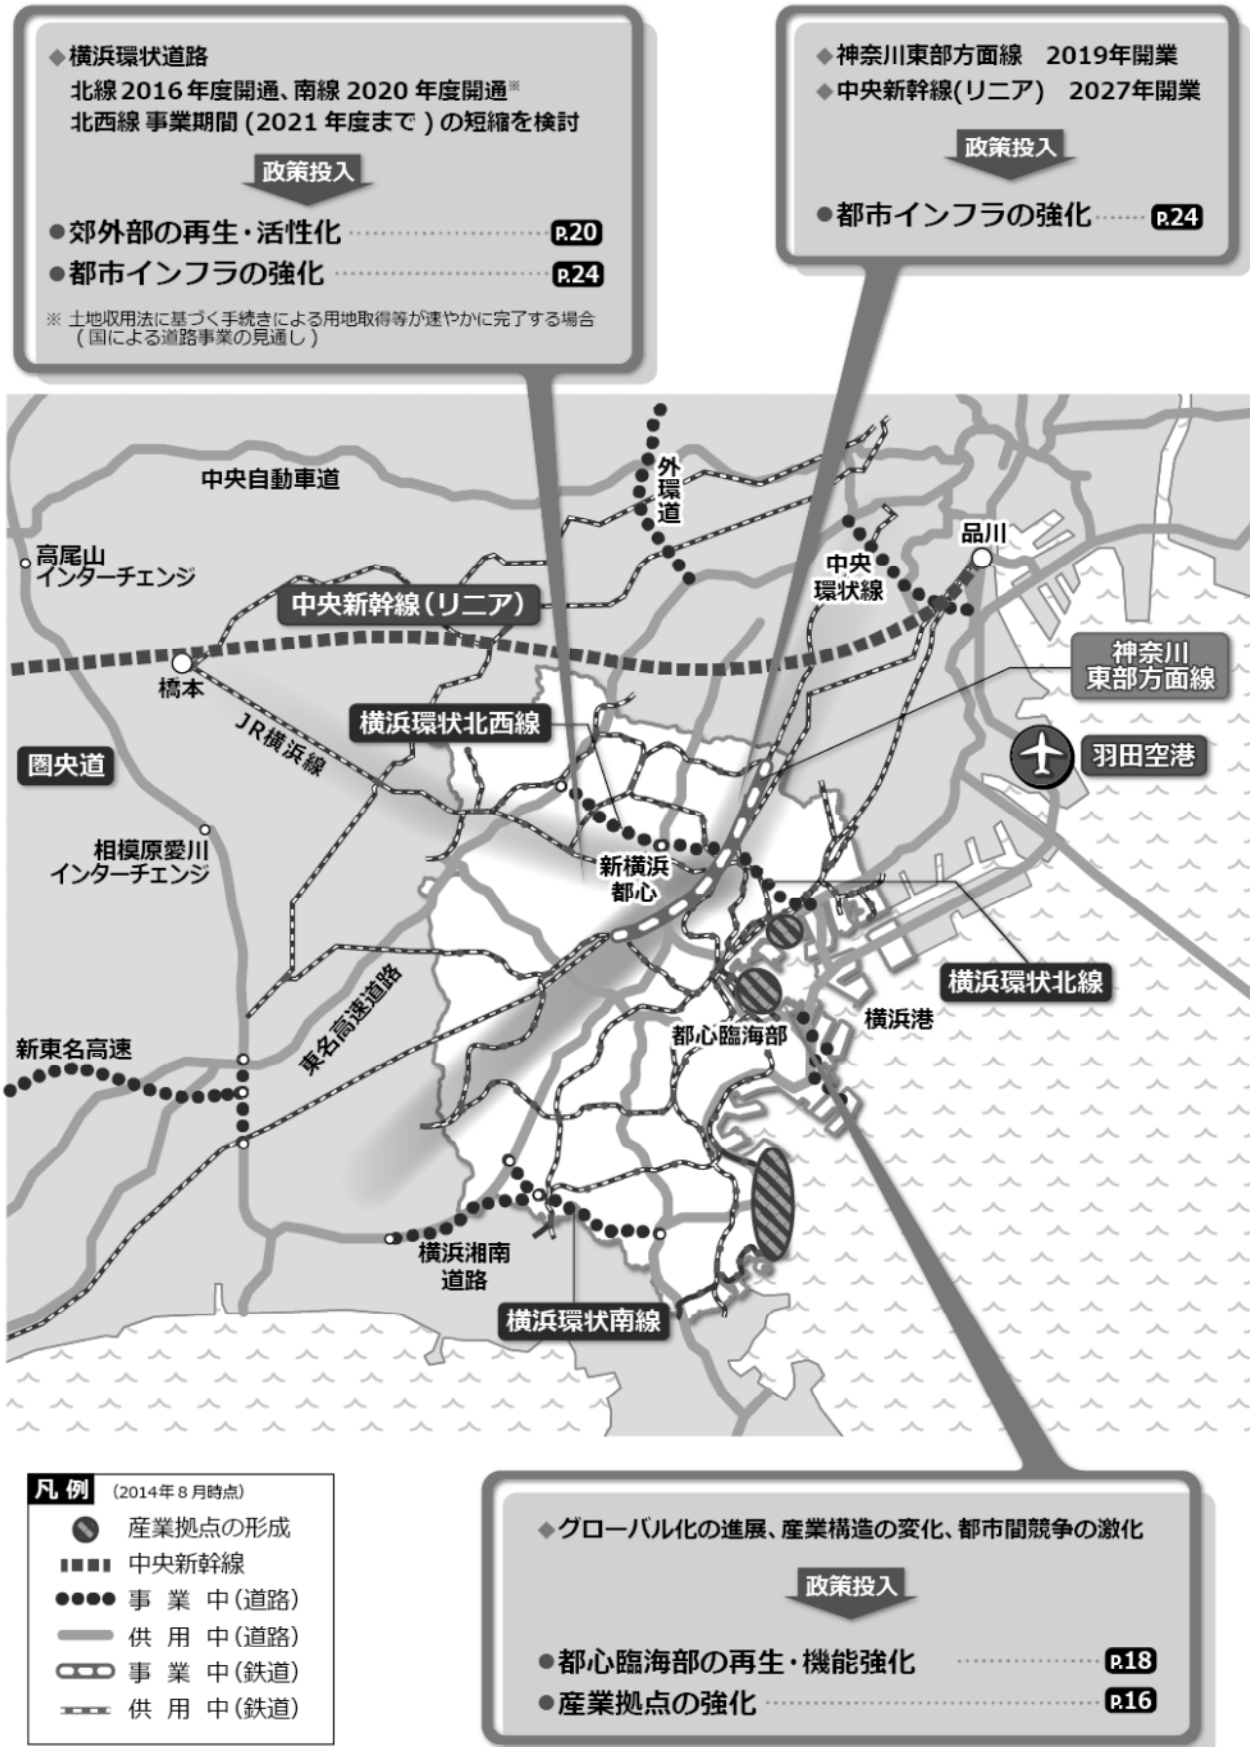 ◆横浜環状道路
北線2016年度開通、南線2020年度開通※
北西線 事業期間(2021年度まで)の短縮を検討
政策投入
●郊外部の再生・活性化 P.20
●都市インフラの強化 P.24
※ 土地収用法に基づく手続きによる用地取得等が速やかに完了する場合
(国による道路事業の見通し)
◆神奈川東部方面線 2019年開業
◆中央新幹線(リニア) 2027年開業
政策投入
●都市インフラの強化 P.24
中央自動車道
外環道
高尾山
インターチェンジ
品川
中央
環状線
中央新幹線(リニア)
神奈川
東部方面線
橋本
JR横浜線
横浜環状北西線
圏央道
羽田空港
相模原愛川
インターチェンジ
新横浜
都心
東名高速道路
横浜環状北線
横浜港
都心臨海部
新東名高速
横浜湘南
道路
横浜環状南線
凡例 (2014年8月時点)
産業拠点の形成
中央新幹線
事業中(道路)
供用中(道路)
事業中(鉄道)
供用中(鉄道)
◆グローバル化の進展、産業構造の変化、都市間競争の激化
政策投入
●都心臨海部の再生・機能強化 P.18
●産業拠点の強化 P.16